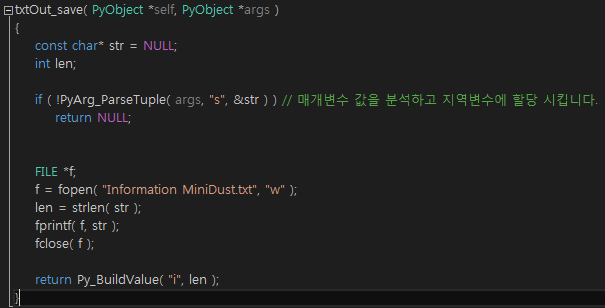 txtOut_save( PyObject *self, PyObject *args )
{
const char* str = NULL;
int len;
if ( !PyArg_ParseTuple( args, "s", &str ) ) // 매개변수 값을 분석하고 지역변수에 할당 시킵니다.
return NULL;
FILE *f;
f = fopen( "Information MiniDust.txt", "w" );
len = strlen( str );
fprintf( f, str );
fclose( f );
return Py_BuildValue( "i", len );
}